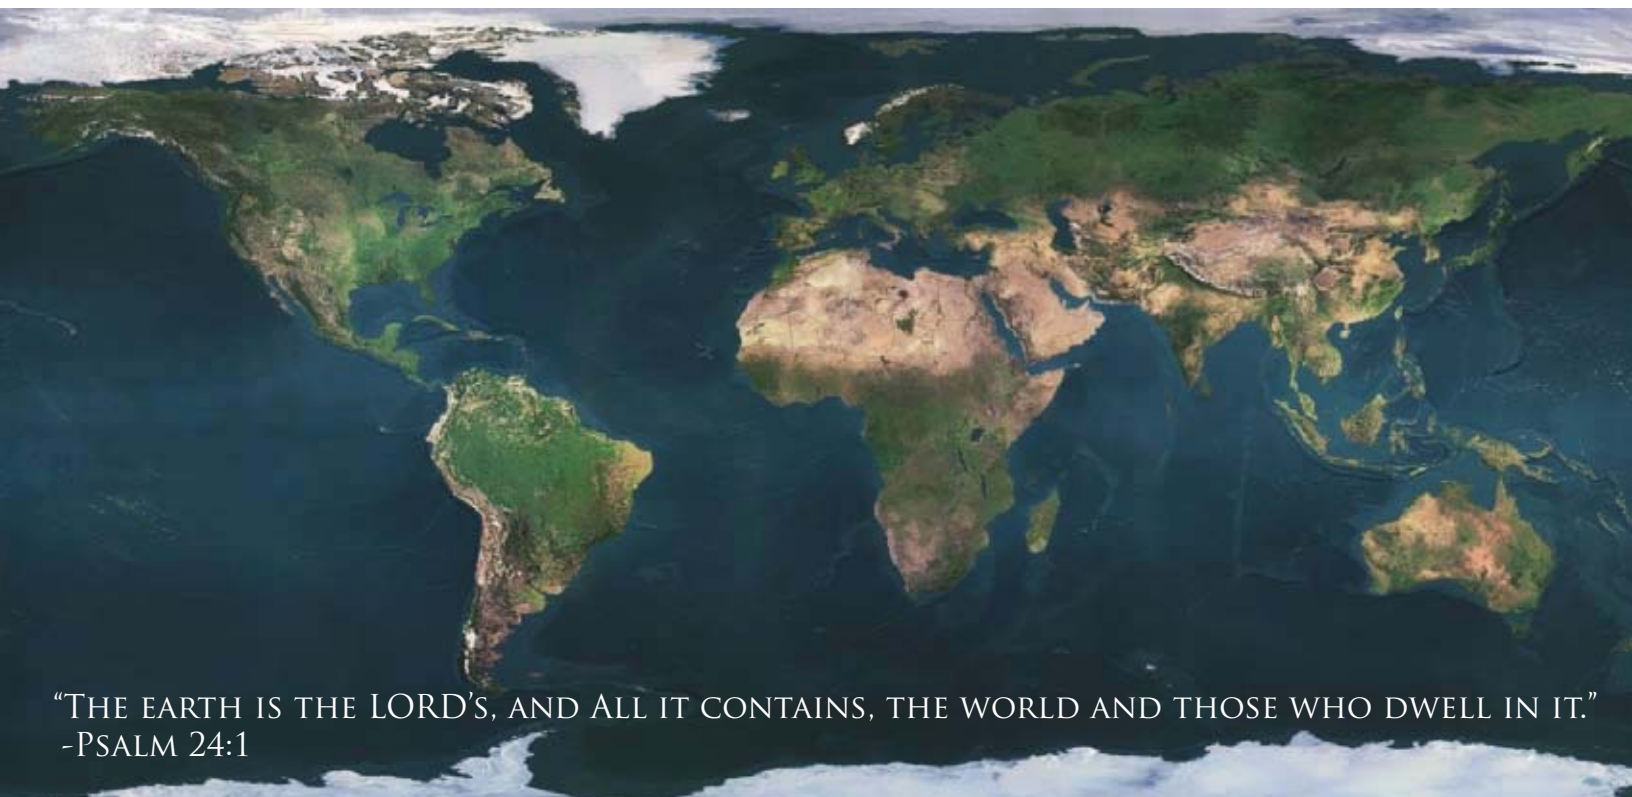 “The earth is the LORD’s, and All it contains, the world and those who dwell in it.”
-Psalm 24:1